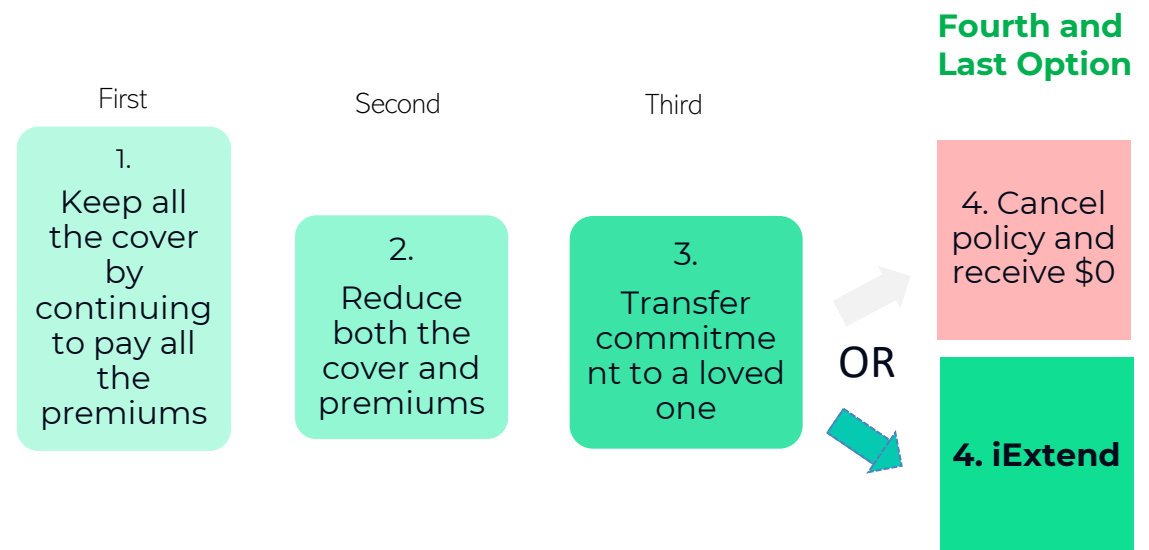 First
1.
Keep all
the cover
by
continuing
to pay all
the
premiums
Second
2.
Reduce
both the
cover and
premiums
Third
3.
Transfer
commitme
nt to a loved
one
OR
Fourth and
Last Option
4. Cancel
policy and
receive $0
4. iExtend